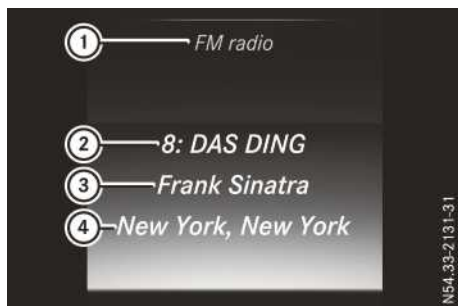 1 FM radio
2 8: DAS DING
3 Frank Sinatra
4 New York, New York
N54.33-2131-31